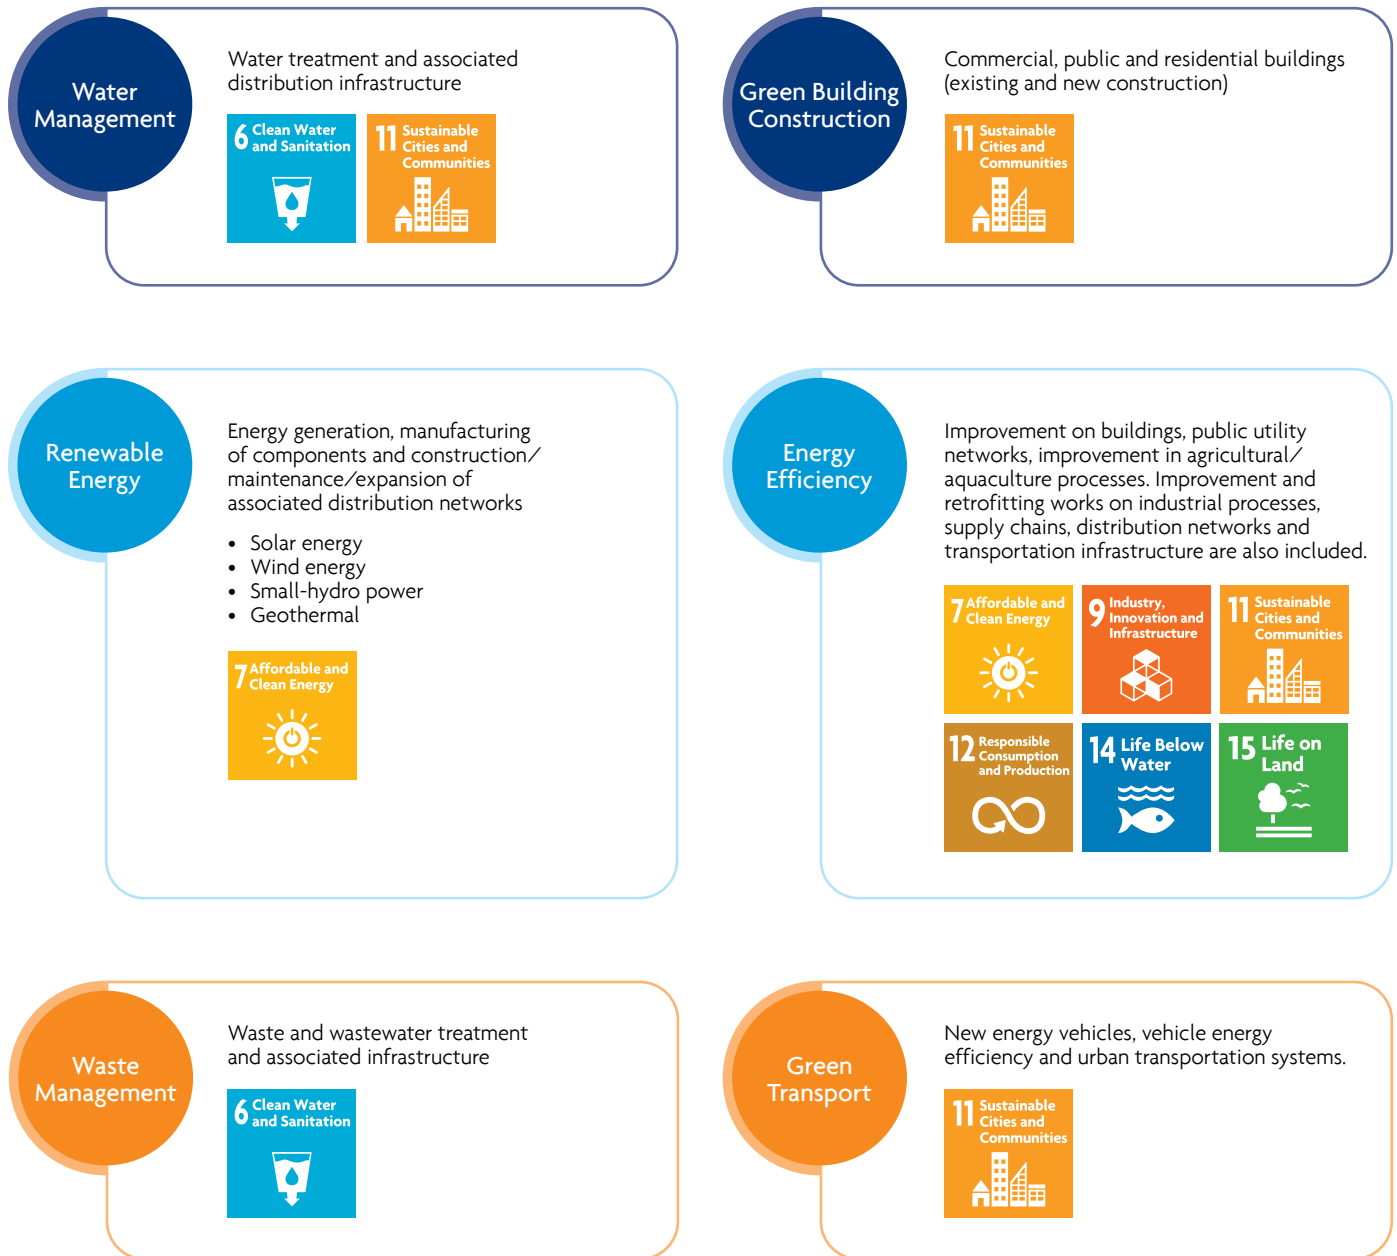 Water
Management
Water treatment and associated
distribution infrastructure
6 Clean Water
and Sanitation
11 Sustainable
Cities and
Communities
Green Building
Construction
Commercial, public and residential buildings
(existing and new construction)
11 Sustainable
Cities and
Communities
Renewable
Energy
Energy generation, manufacturing
of components and construction/
maintenance/expansion of
associated distribution networks
• Solar energy
• Wind energy
• Small-hydro power
• Geothermal
7 Affordable and
Clean Energy
Energy
Efficiency
Improvement on buildings, public utility
networks, improvement in agricultural/
aquaculture processes. Improvement and
retrofitting works on industrial processes,
supply chains, distribution networks and
transportation infrastructure are also included.
7 Affordable and
Clean Energy
9 Industry,
Innovation and
Infrastructure
11 Sustainable
Cities and
Communities
12 Responsible
Consumption
and Production
14 Life Below
Water
15 Life on
Land
Waste
Management
Waste and wastewater treatment
and associated infrastructure
6 Clean Water
and Sanitation
Green
Transport
New energy vehicles, vehicle energy
efficiency and urban transportation systems.
11 Sustainable
Cities and
Communities